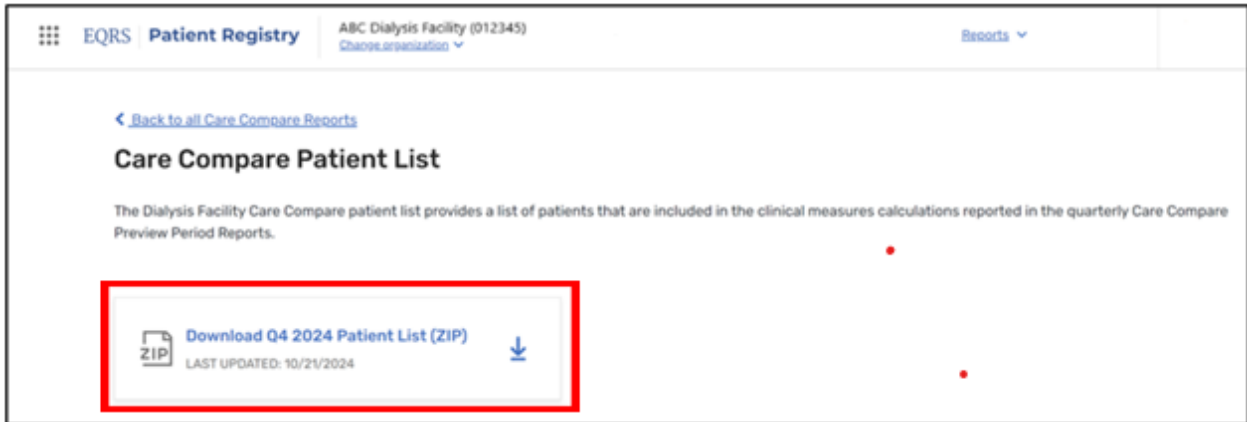 EQRS Patient Registry
ABC Dialysis Facility (012345)
Change organization
Reports
Back to all Care Compare Reports
Care Compare Patient List
The Dialysis Facility Care Compare patient list provides a list of patients that are included in the clinical measures calculations reported in the quarterly Care Compare
Preview Period Reports.
ZIP
Download Q4 2024 Patient List (ZIP)
LAST UPDATED: 10/21/2024